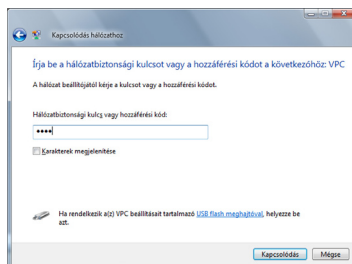 Kapcsolódás hálózathoz
Írja be a hálózatbiztonsági kulcsot vagy a hozzáférési kódot a következőhöz: VPC
A hálózat beállítójától kérje a kulcsot vagy a hozzáférési kódot.
Hálózatbiztonsági kulcs vagy hozzáférési kód:
••••
Karakterek megjelenítése
Ha rendelkezik a(z) VPC beállításait tartalmazó USB flash meghajtóval, helyezze be
azt.
Kapcsolódás Mégse